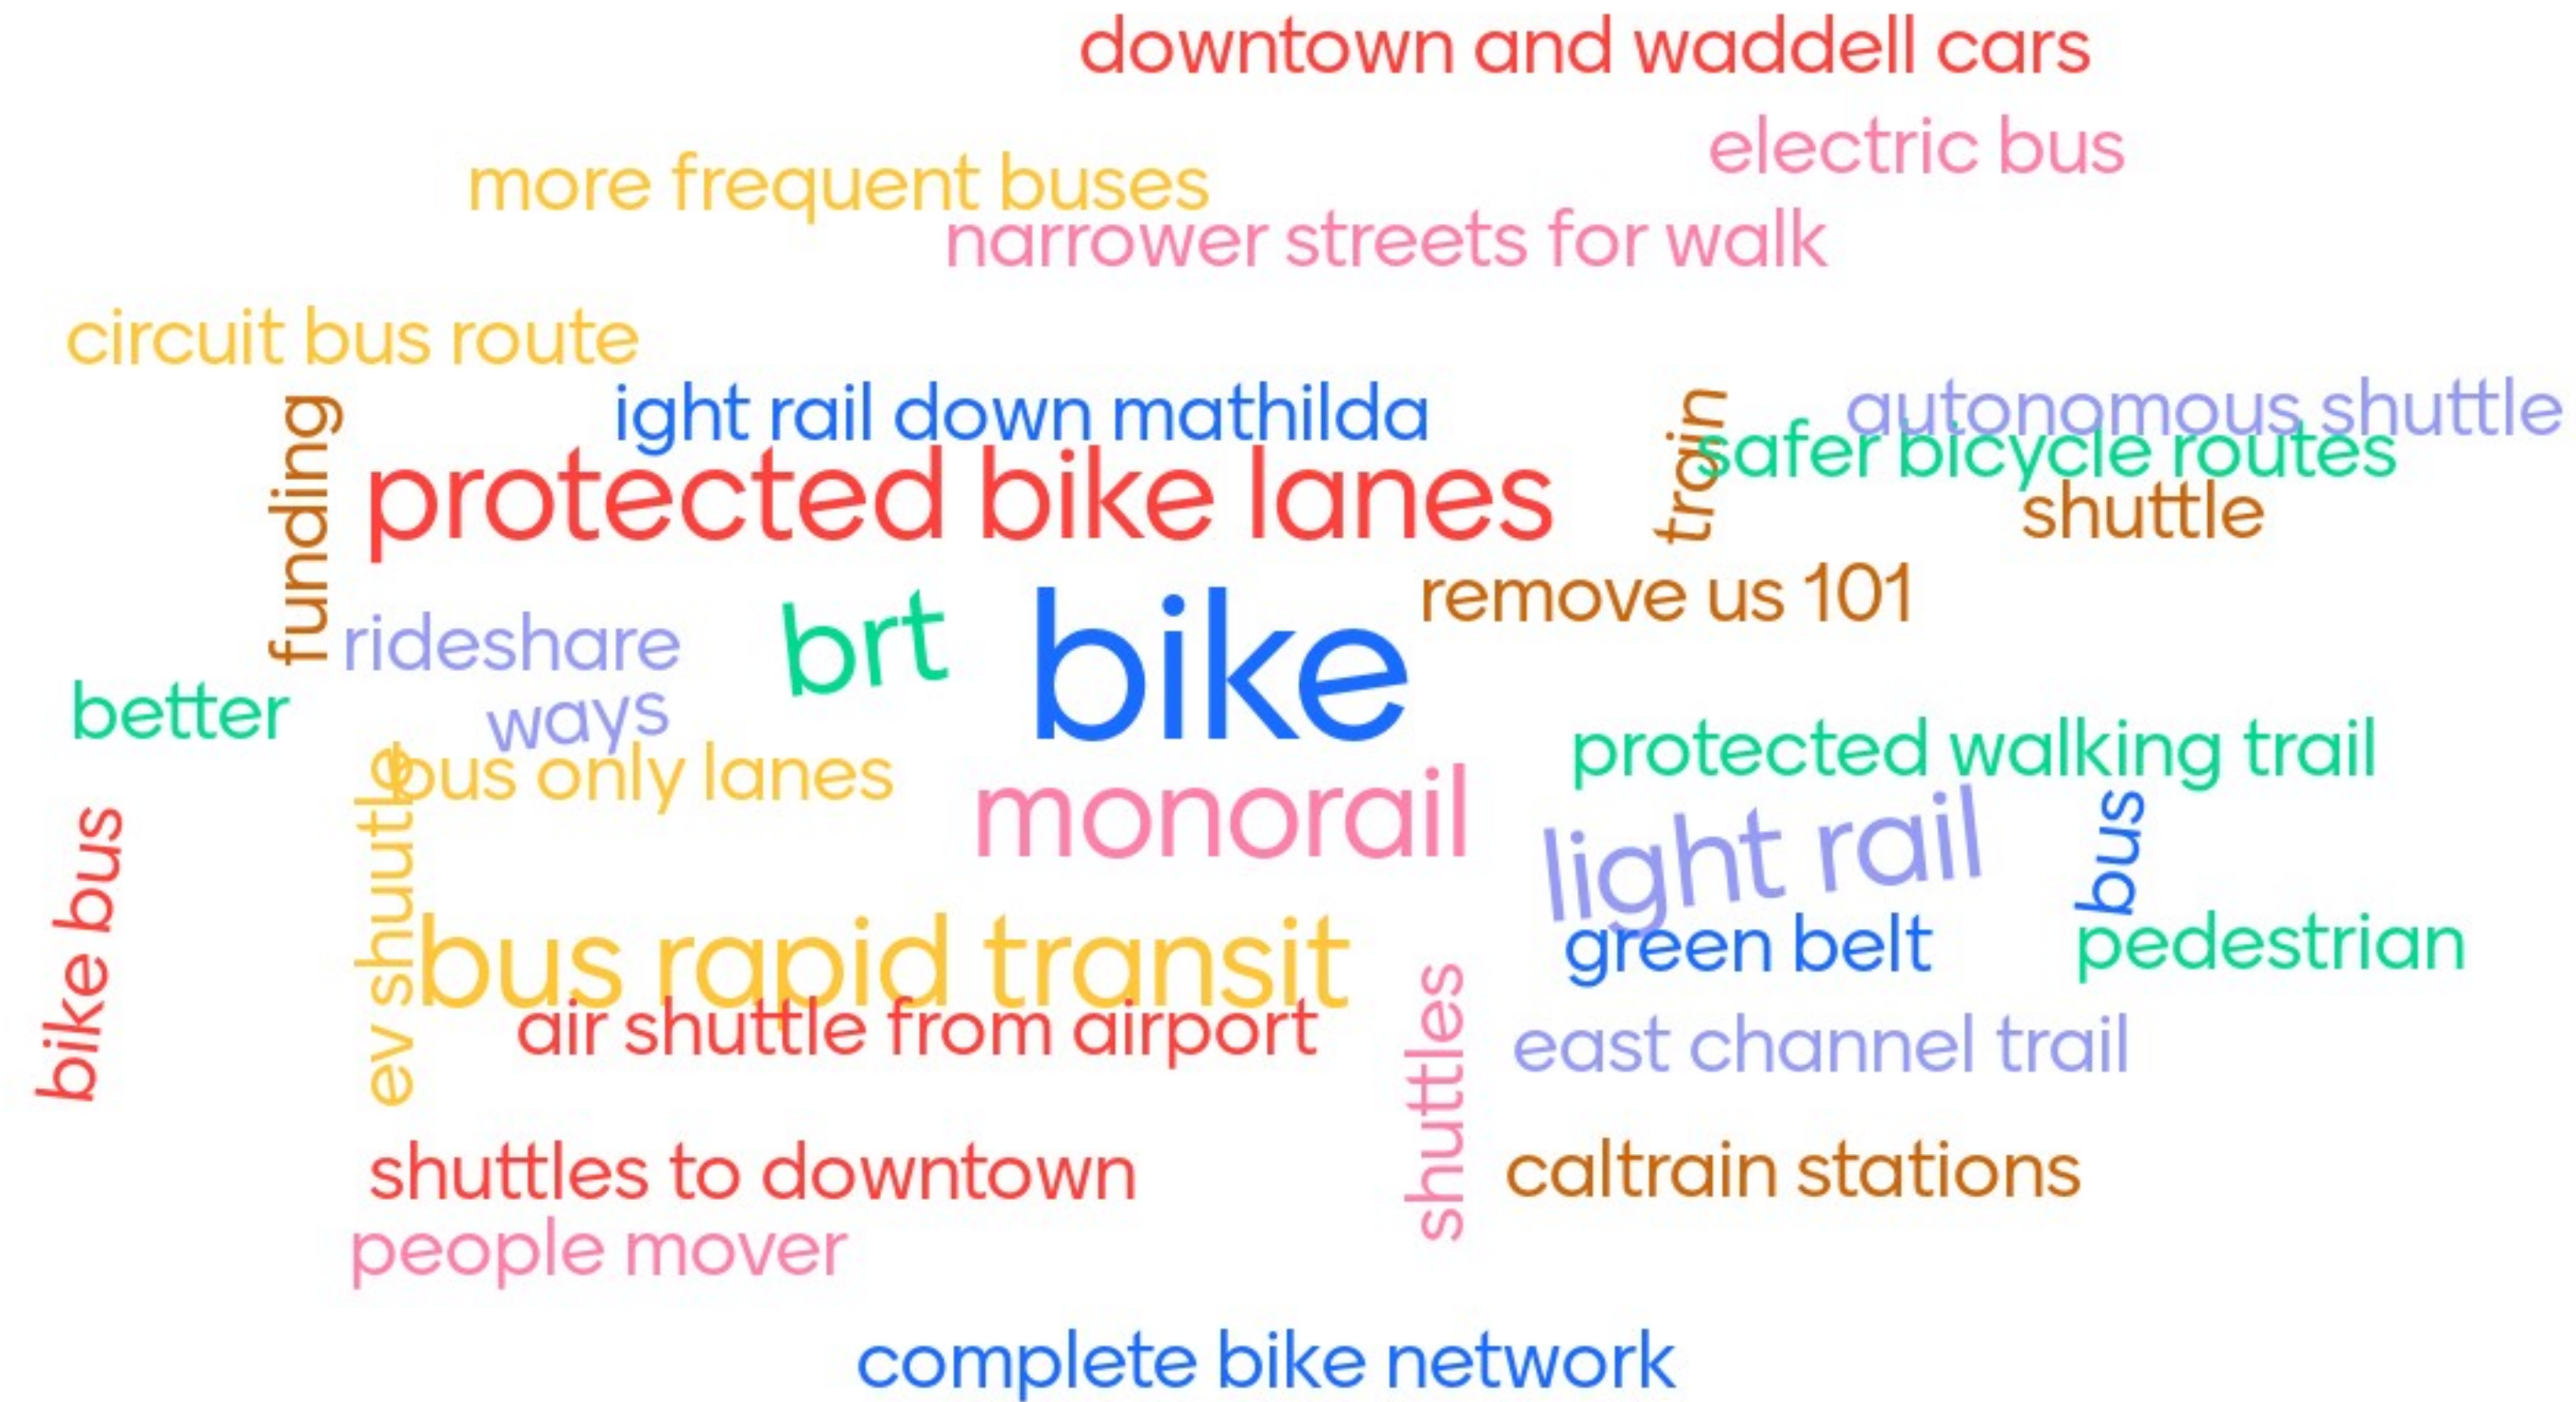 downtown and waddell cars
electric bus
more frequent buses
narrower streets for walk
circuit bus route
ight rail down mathilda
autonomous shuttle
funding
train
safer bicycle routes
protected bike lanes
shuttle
remove us 101
rideshare
brt
bike
better
ways
bus only lanes
protected walking trail
ev shuutle
bike bus
monorail
light rail
bus
bus rapid transit
green belt
pedestrian
air shuttle from airport
shuttles
east channel trail
shuttles to downtown
caltrain stations
people mover
complete bike network